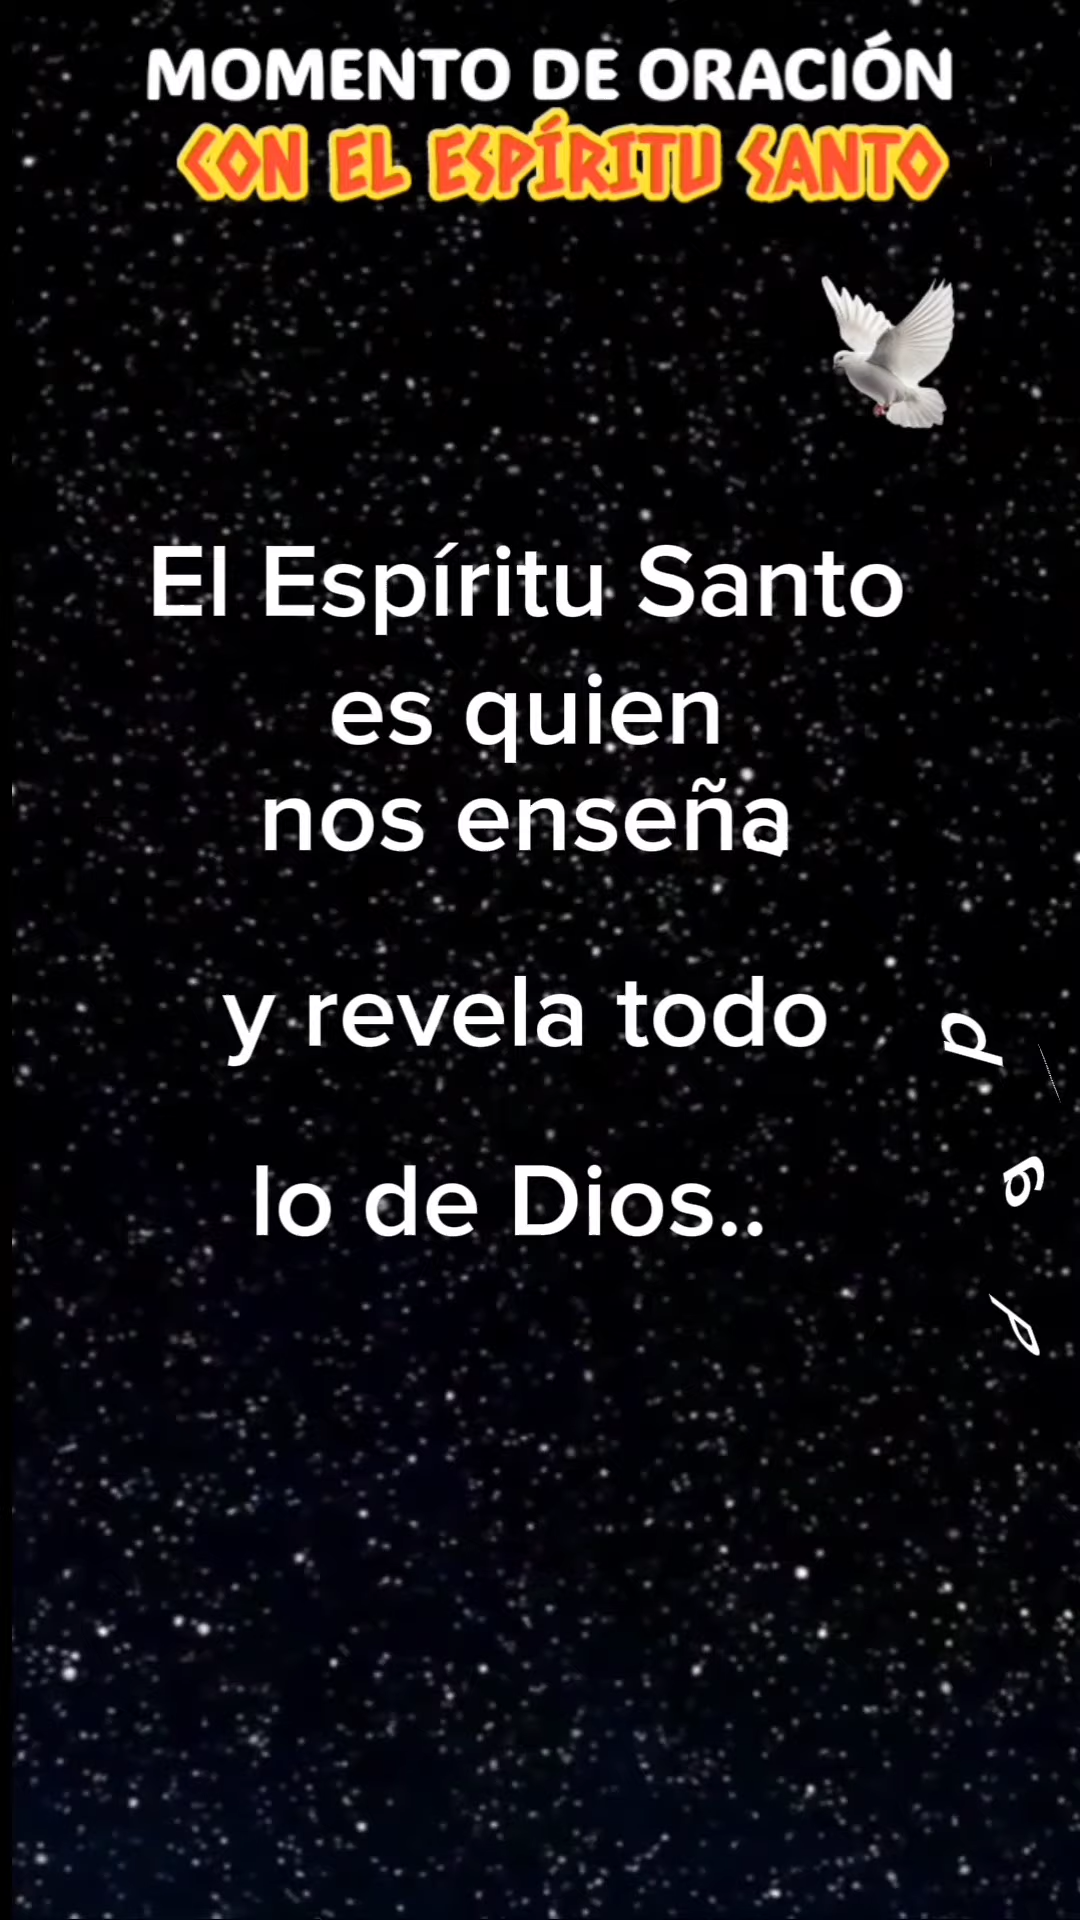 MOMENTO DE ORACIÓN
CON EL ESPÍRITU SANTO
El Espíritu Santo
es quien
nos enseña
y revela todo
lo de Dios..